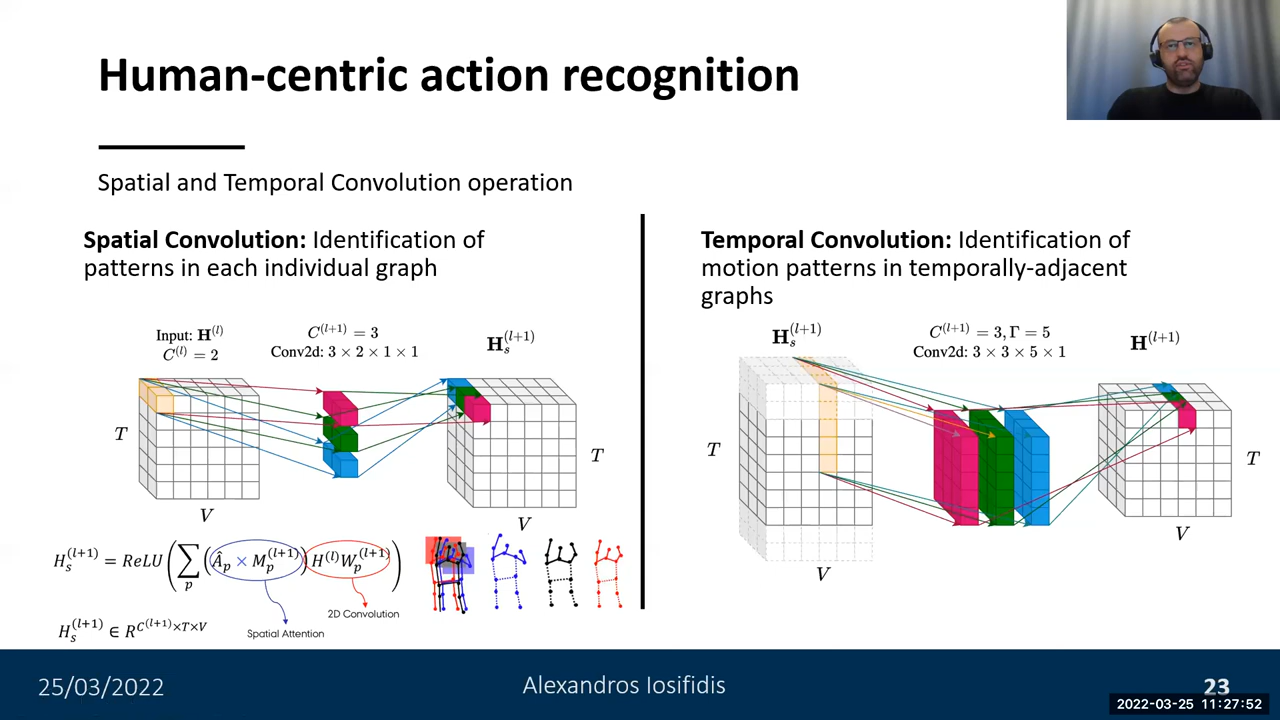 Human-centric action recognition
Spatial and Temporal Convolution operation
Spatial Convolution: Identification of
patterns in each individual graph
Input: H^(l)
C^(l) = 2
C^(l+1) = 3
Conv2d: 3 × 2 × 1 × 1
H_s^(l+1)
T
V
T
V
H_s^(l+1) = ReLU(∑_p (Â_p × M_p^(l+1)) H^(l) W_p^(l+1))
2D Convolution
Spatial Attention
H_s^(l+1) ∈ R^{C^(l+1)×T×V}
Temporal Convolution: Identification of
motion patterns in temporally-adjacent
graphs
H_s^(l+1)
C^(l+1) = 3, Γ = 5
Conv2d: 3 × 3 × 5 × 1
H^(l+1)
T
V
T
V
25/03/2022
Alexandros Iosifidis
23
2022-03-25 11:27:52